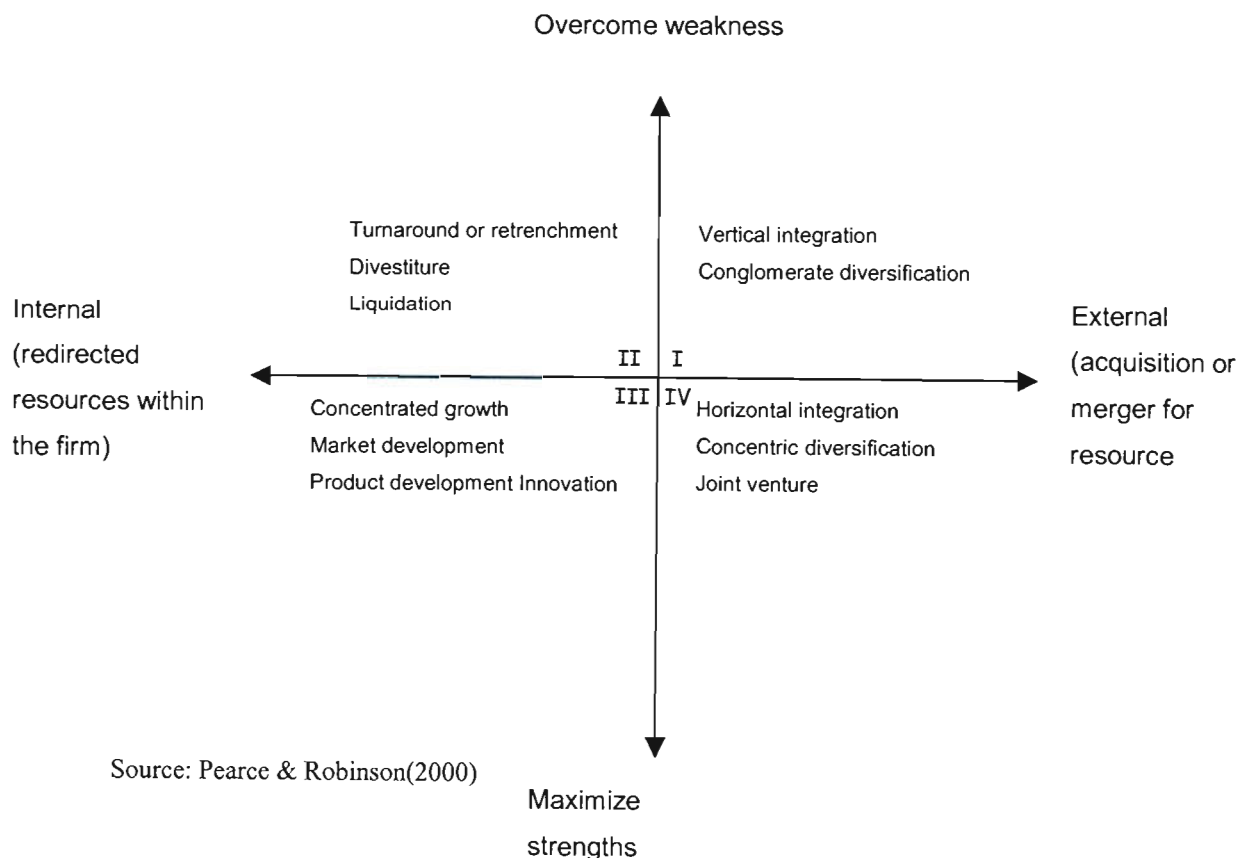 Overcome weakness
Turnaround or retrenchment
Divestiture
Liquidation
Vertical integration
Conglomerate diversification
Internal
(redirected
resources within
the firm)
External
(acquisition or
merger for
resource
II
I
III
IV
Concentrated growth
Market development
Product development Innovation
Horizontal integration
Concentric diversification
Joint venture
Source: Pearce & Robinson(2000)
Maximize
strengths